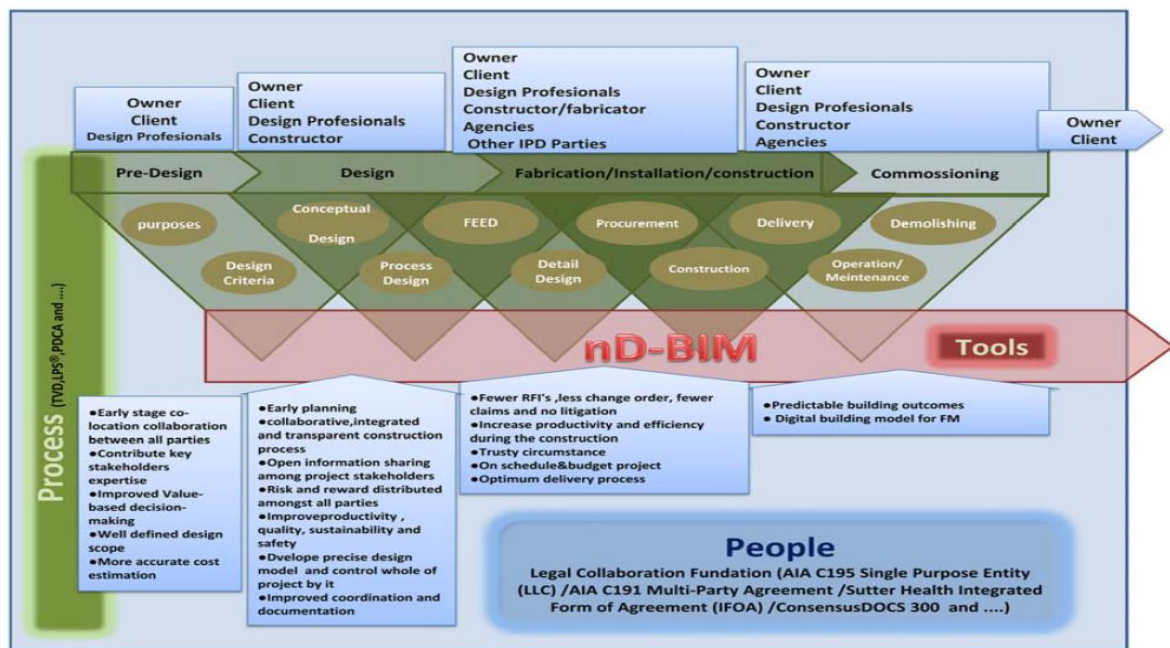 Owner
Client
Design Profesionals
Owner
Client
Design Profesionals
Constructor
Owner
Client
Design Profesionals
Constructor/fabricator
Agencies
Other IPD Parties
Owner
Client
Design Profesionals
Constructor
Agencies
Owner
Client
Pre-Design
Design
Fabrication/Installation/construction
Commossioning
purposes
Conceptual
Design
FEED
Procurement
Delivery
Demolishing
Design
Criteria
Process
Design
Detail
Design
Construction
Operation/
Meintenance
nD-BIM
Tools
Process (TVD,LPS®,PDCA and ....)
●Early stage co-
location collaboration
between all parties
●Contribute key
stakeholders
expertise
●Improved Value-
based decision-
making
●Well defined design
scope
●More accurate cost
estimation
●Early planning
●collaborative,integrated
and transparent construction
process
●Open information sharing
among project stakeholders
●Risk and reward distributed
amongst all parties
●Improveproductivity ,
quality, sustainability and
safety
●Dvelope precise design
model and control whole of
project by it
●Improved coordination and
documentation
●Fewer RFI's ,less change order, fewer
claims and no litigation
●Increase productivity and efficiency
during the construction
●Trusty circumstance
●On schedule&budget project
●Optimum delivery process
●Predictable building outcomes
● Digital building model for FM
People
Legal Collaboration Fundation (AIA C195 Single Purpose Entity
(LLC) /AIA C191 Multi-Party Agreement /Sutter Health Integrated
Form of Agreement (IFOA) /ConsensusDOCS 300 and ....)